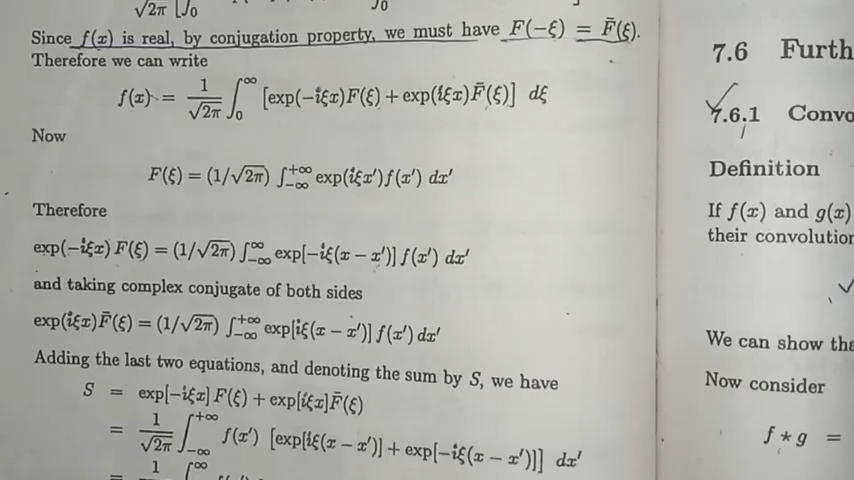 Since f(x) is real, by conjugation property, we must have F(−ξ) = F̄(ξ).
Therefore we can write
f(x) = 1/√2π ∫₀^∞ [exp(−iξx)F(ξ) + exp(iξx)F̄(ξ)] dξ
Now
F(ξ) = (1/√2π) ∫₋∞^+∞ exp(iξx′)f(x′) dx′
Therefore
exp(−iξx) F(ξ) = (1/√2π) ∫₋∞^∞ exp[−iξ(x − x′)] f(x′) dx′
and taking complex conjugate of both sides
exp(iξx)F̄(ξ) = (1/√2π) ∫₋∞^+∞ exp[iξ(x − x′)] f(x′) dx′
Adding the last two equations, and denoting the sum by S, we have
S = exp[−iξx] F(ξ) + exp[iξx]F̄(ξ)
= 1/√2π ∫₋∞^+∞ f(x′) [exp[iξ(x − x′)] + exp[−iξ(x − x′)]] dx′
7.6 Furth
7.6.1 Convo
Definition
If f(x) and g(x)
their convolution
We can show tha
Now consider
f ⋆ g =